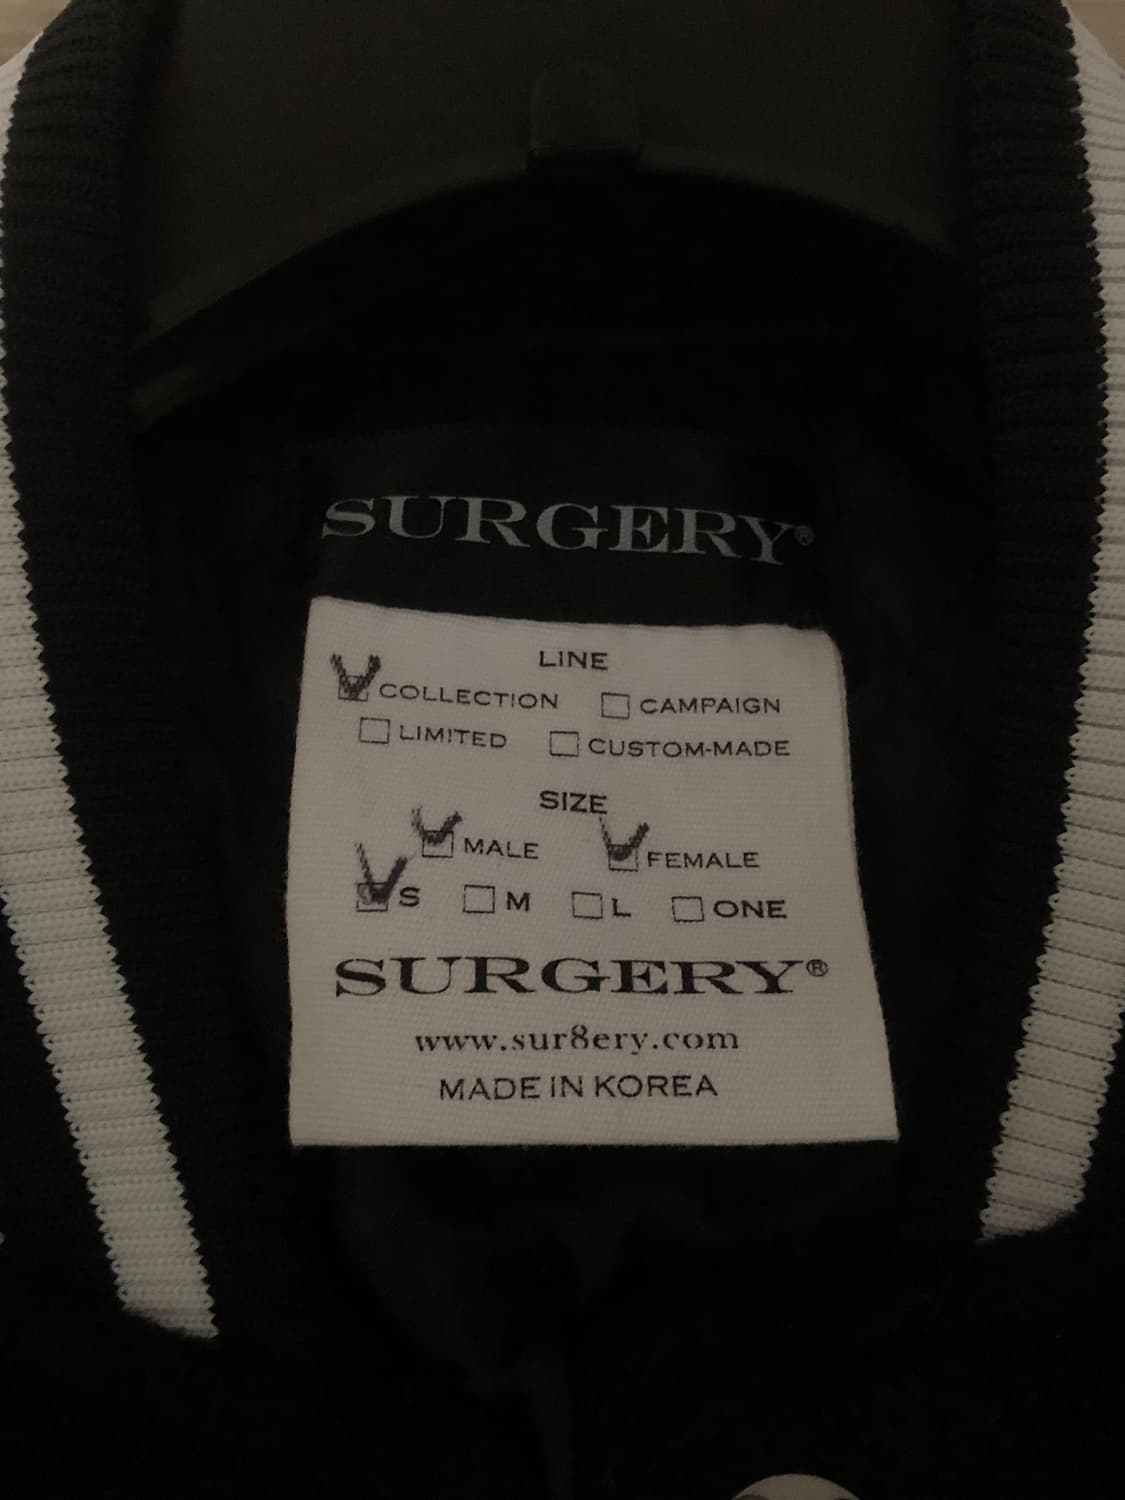 SURGERY®
LINE
COLLECTION CAMPAIGN
LIMITED CUSTOM-MADE
SIZE
MALE FEMALE
S M L ONE
SURGERY®
www.sur8ery.com
MADE IN KOREA